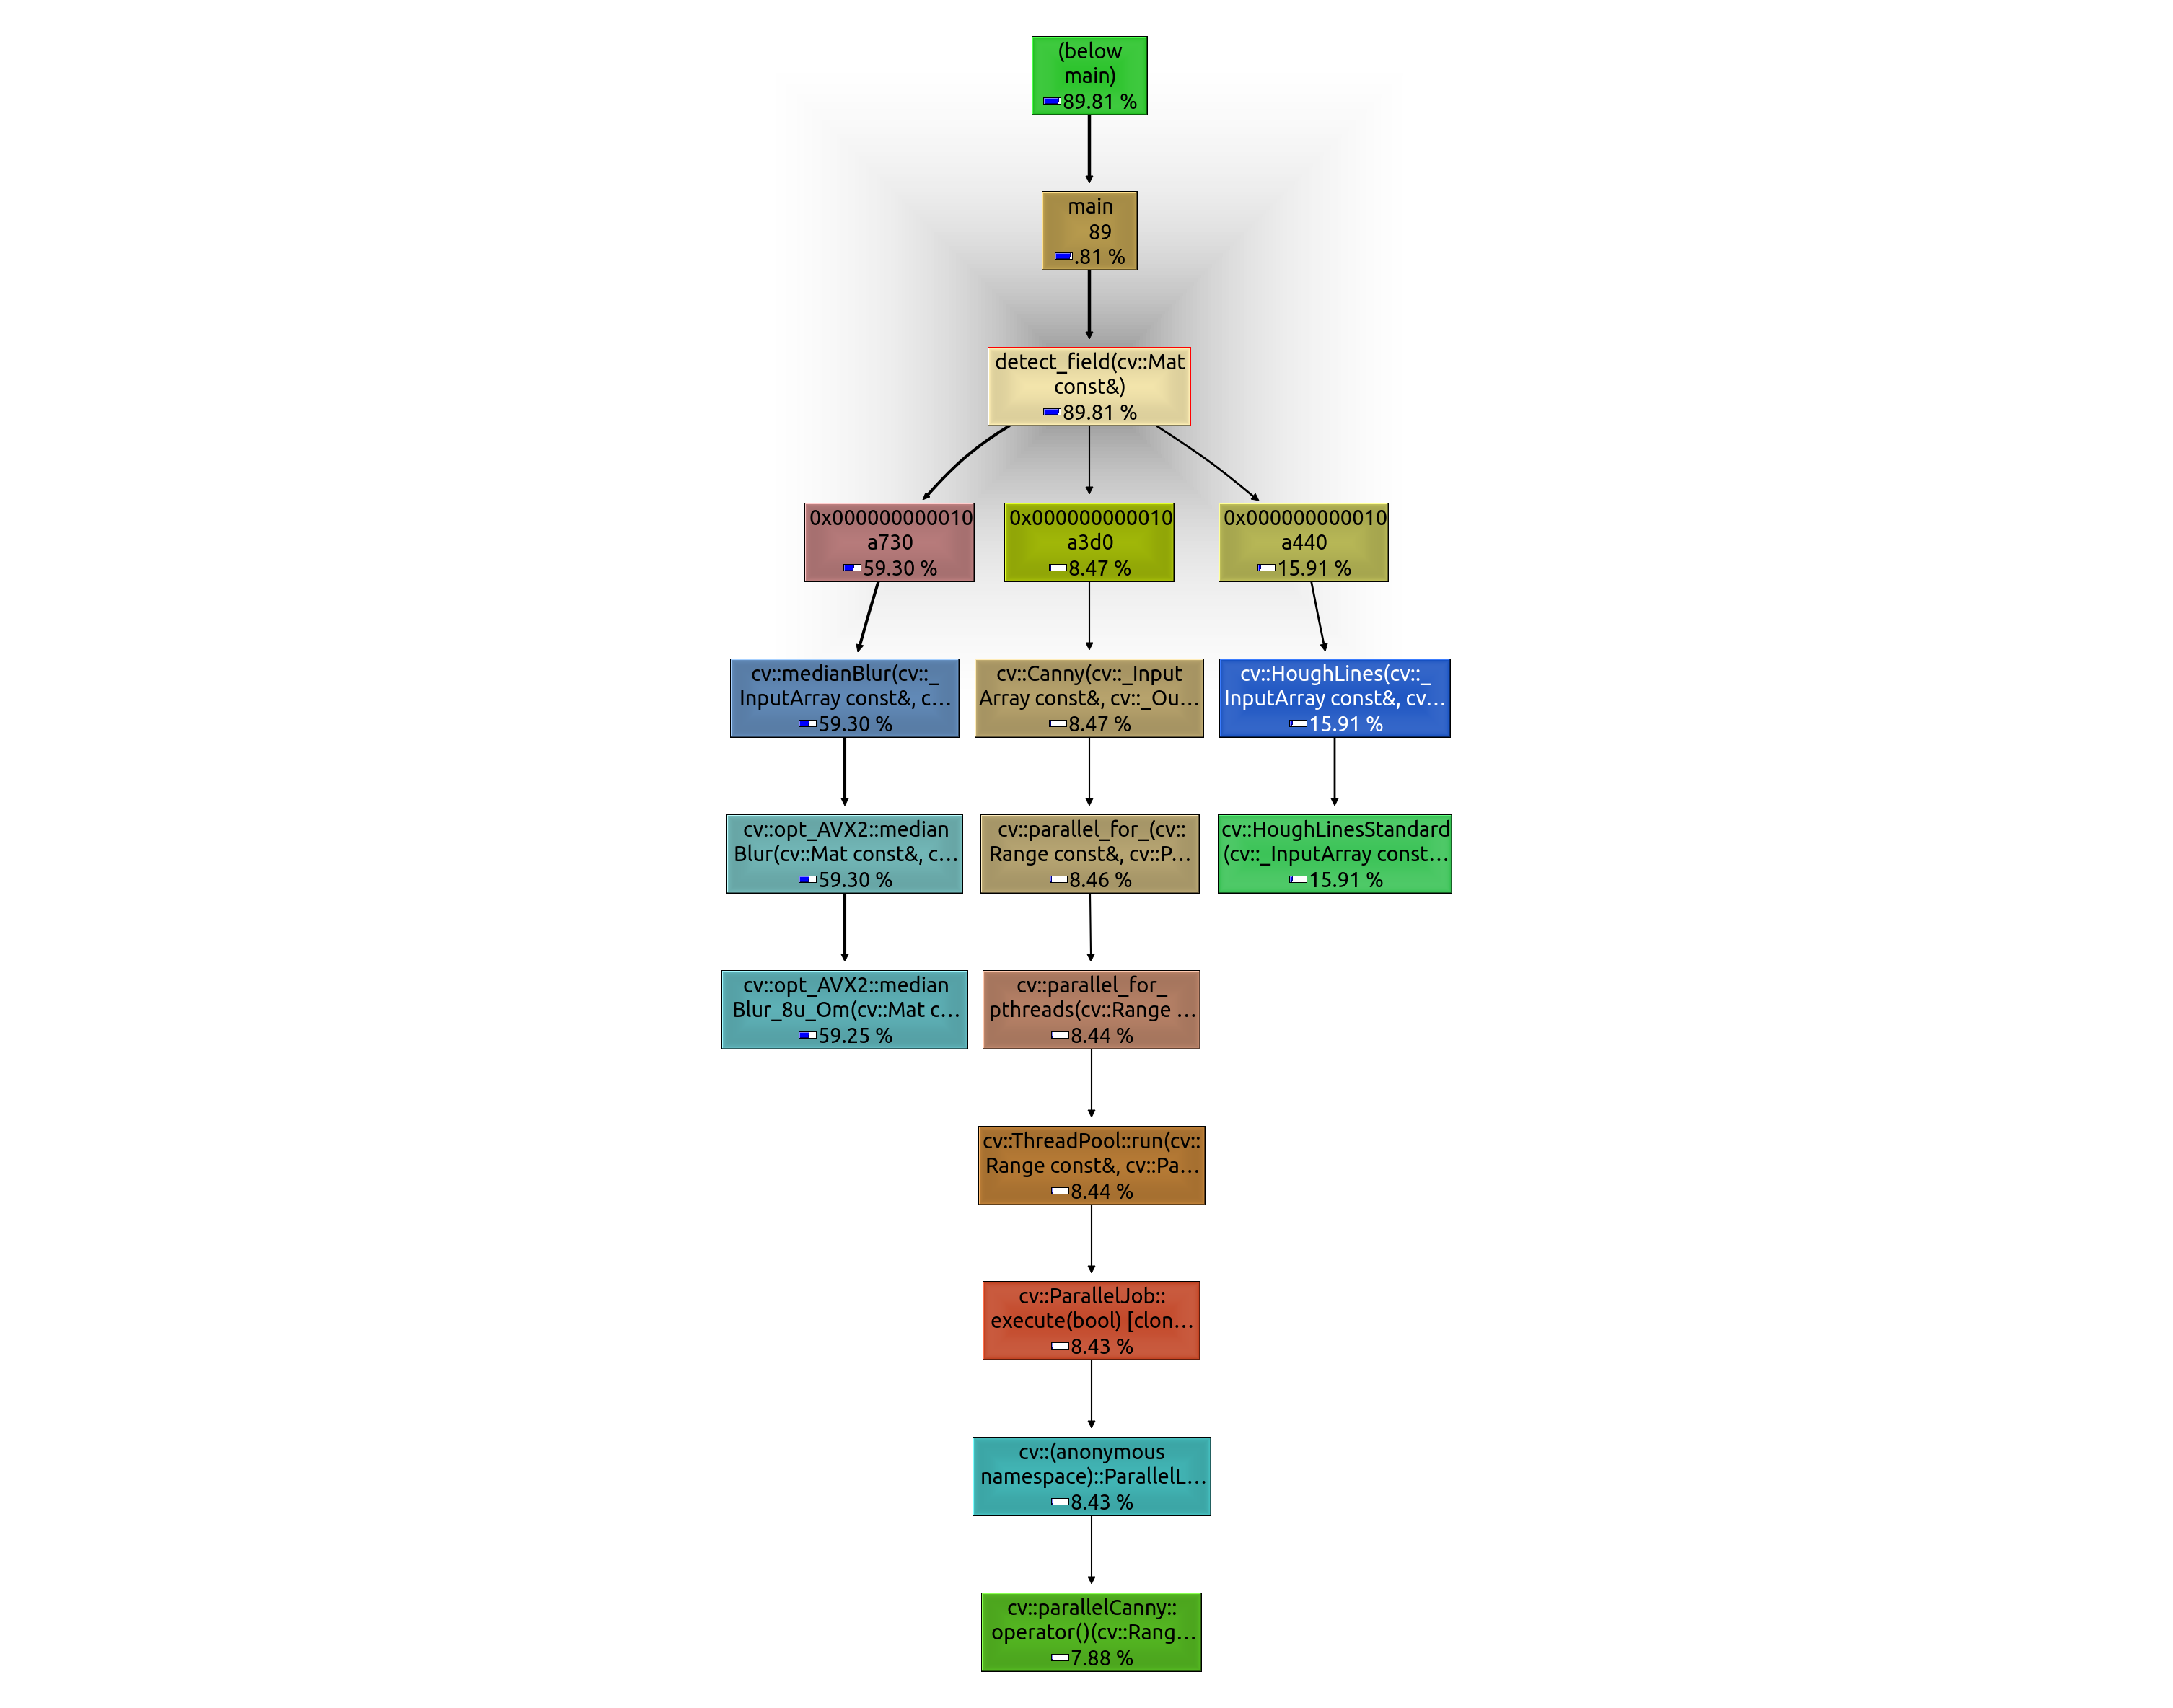 (below
main)
89.81 %
main
89
.81 %
detect_field(cv::Mat
const&)
89.81 %
0x000000000010
a730
59.30 %
0x000000000010
a3d0
8.47 %
0x000000000010
a440
15.91 %
cv::medianBlur(cv::_
InputArray const&, c…
59.30 %
cv::Canny(cv::_Input
Array const&, cv::_Ou…
8.47 %
cv::HoughLines(cv::_
InputArray const&, cv…
15.91 %
cv::opt_AVX2::median
Blur(cv::Mat const&, c…
59.30 %
cv::parallel_for_(cv::
Range const&, cv::P…
8.46 %
cv::HoughLinesStandard
(cv::_InputArray const…
15.91 %
cv::opt_AVX2::median
Blur_8u_Om(cv::Mat c…
59.25 %
cv::parallel_for_
pthreads(cv::Range …
8.44 %
cv::ThreadPool::run(cv::
Range const&, cv::Pa…
8.44 %
cv::ParallelJob::
execute(bool) [clon…
8.43 %
cv::(anonymous
namespace)::ParallelL…
8.43 %
cv::parallelCanny::
operator()(cv::Rang…
7.88 %